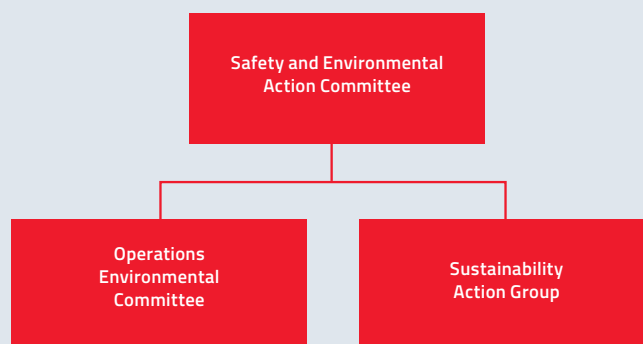 Safety and Environmental
Action Committee
Operations
Environmental
Committee
Sustainability
Action Group